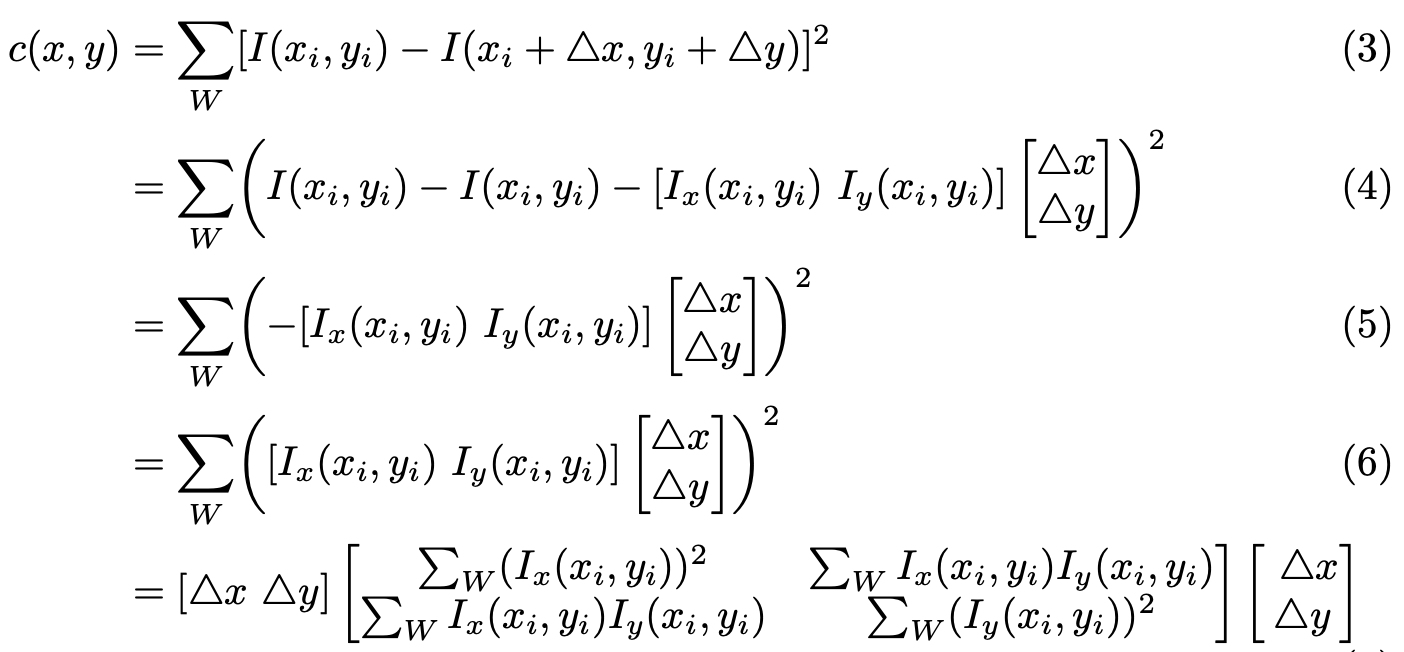 c(x, y) = ∑_W [I(x_i, y_i) − I(x_i + △x, y_i + △y)]² (3)
= ∑_W ( I(x_i, y_i) − I(x_i, y_i) − [I_x(x_i, y_i) I_y(x_i, y_i)] [△x; △y] )² (4)
= ∑_W ( −[I_x(x_i, y_i) I_y(x_i, y_i)] [△x; △y] )² (5)
= ∑_W ( [I_x(x_i, y_i) I_y(x_i, y_i)] [△x; △y] )² (6)
= [△x △y] [∑_W (I_x(x_i, y_i))² ∑_W I_x(x_i, y_i)I_y(x_i, y_i); ∑_W I_x(x_i, y_i)I_y(x_i, y_i) ∑_W (I_y(x_i, y_i))²] [△x; △y]